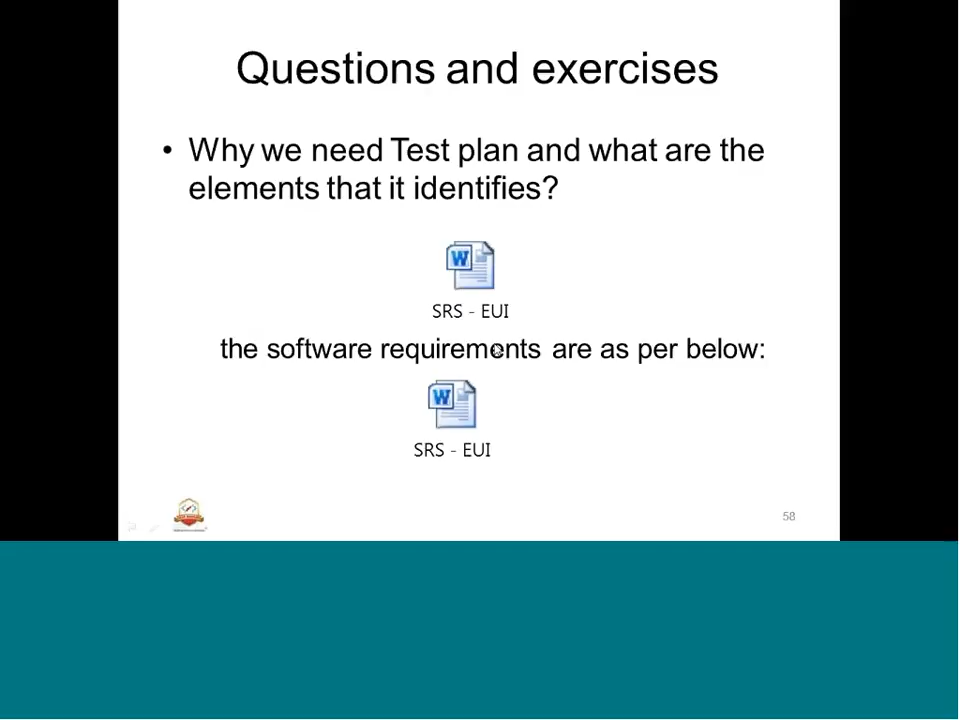 Questions and exercises
• Why we need Test plan and what are the
elements that it identifies?
SRS - EUI
the software requirements are as per below:
SRS - EUI
58